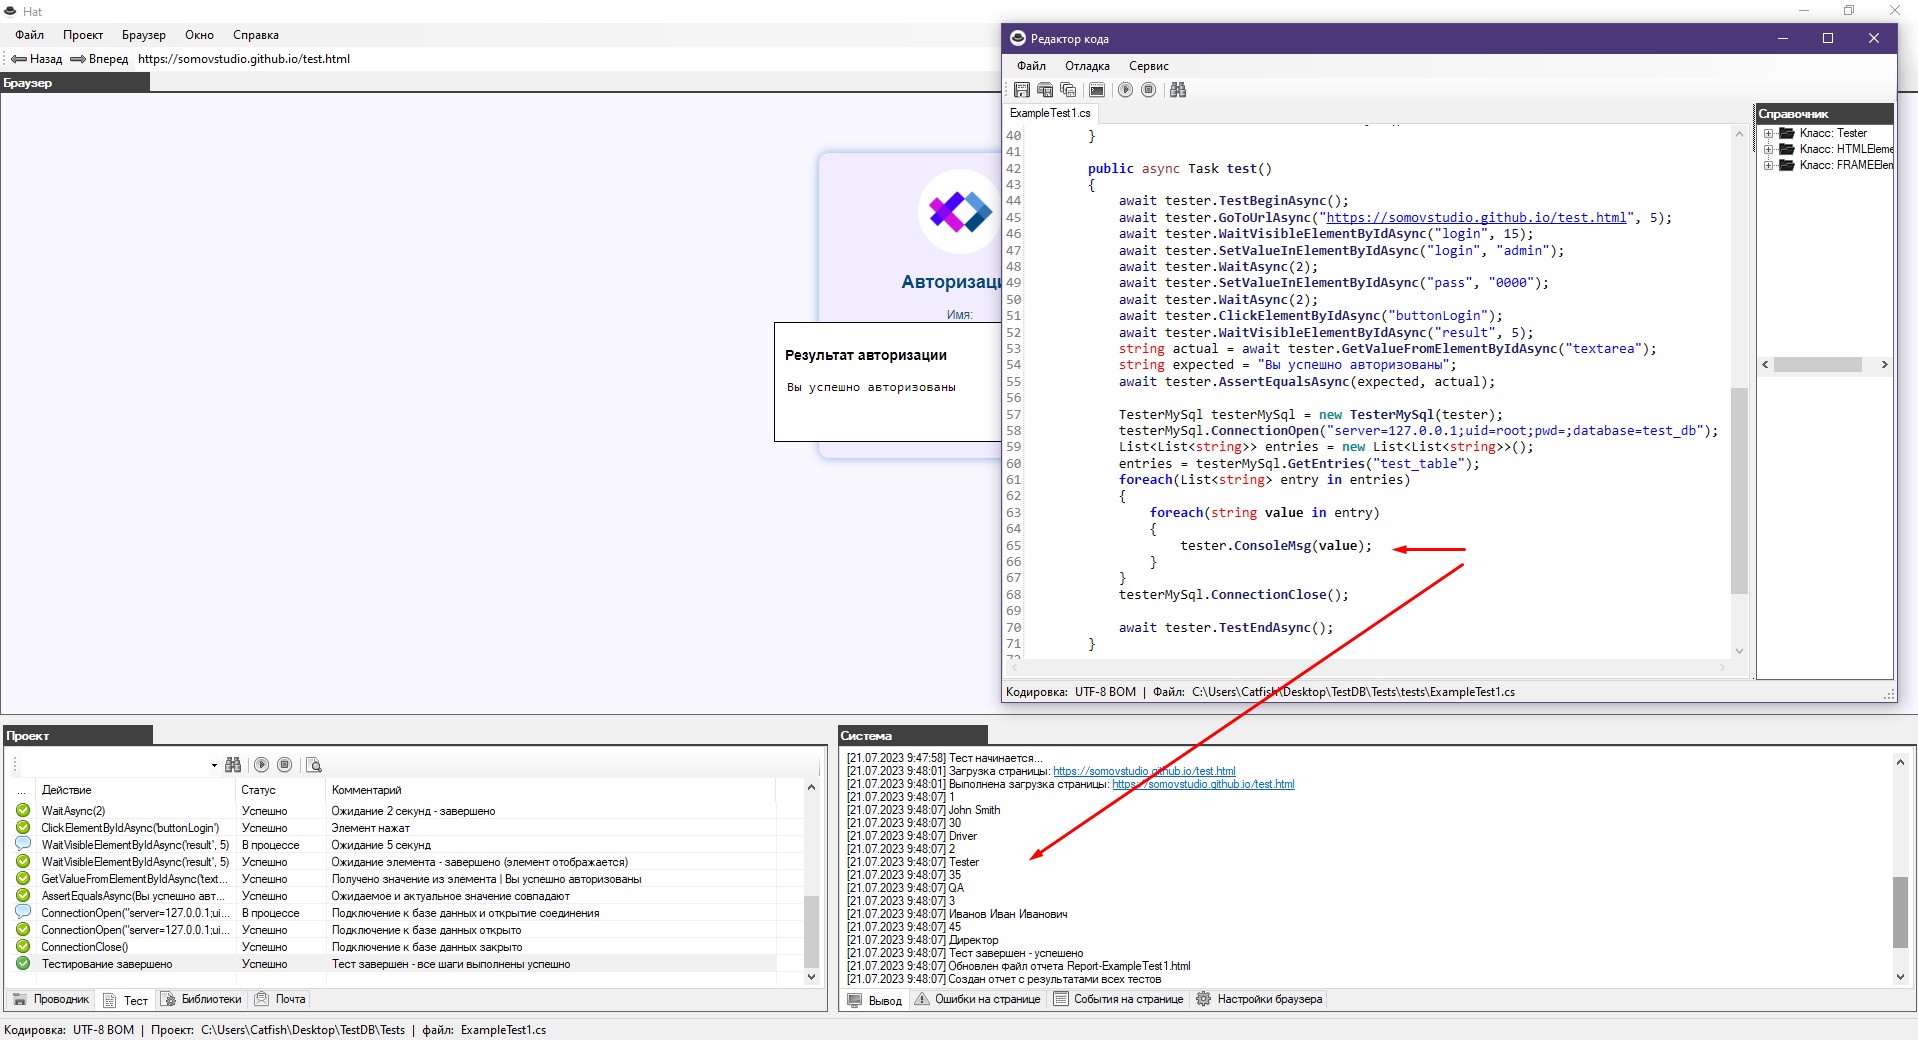 Hat
Файл Проект Браузер Окно Справка
Назад Вперед https://somovstudio.github.io/test.html
Браузер
Имя:
Результат авторизации
Вы успешно авторизованы
Редактор кода
Файл Отладка Сервис
ExampleTest1.cs
40 }
41
42 public async Task test()
43 {
44 await tester.TestBeginAsync();
45 await tester.GoToUrlAsync("https://somovstudio.github.io/test.html", 5);
46 await tester.WaitVisibleElementByIdAsync("login", 15);
47 await tester.SetValueInElementByIdAsync("login", "admin");
48 await tester.WaitAsync(2);
49 await tester.SetValueInElementByIdAsync("pass", "0000");
50 await tester.WaitAsync(2);
51 await tester.ClickElementByIdAsync("buttonLogin");
52 await tester.WaitVisibleElementByIdAsync("result", 5);
53 string actual = await tester.GetValueFromElementByIdAsync("textarea");
54 string expected = "Вы успешно авторизованы";
55 await tester.AssertEqualsAsync(expected, actual);
56
57 TesterMySql testerMySql = new TesterMySql(tester);
58 testerMySql.ConnectionOpen("server=127.0.0.1;uid=root;pwd=;database=test_db");
59 List<List<string>> entries = new List<List<string>>();
60 entries = testerMySql.GetEntries("test_table");
61 foreach(List<string> entry in entries)
62 {
63 foreach(string value in entry)
64 {
65 tester.ConsoleMsg(value);
66 }
67 }
68 testerMySql.ConnectionClose();
69
70 await tester.TestEndAsync();
71 }
Кодировка: UTF-8 BOM | Файл: C:\Users\Catfish\Desktop\TestDB\Tests\tests\ExampleTest1.cs
Справочник
Класс: Tester
Класс: HTMLEleme
Класс: FRAMEElem
Проект
... Действие Статус Комментарий
WaitAsync(2) Успешно Ожидание 2 секунд - завершено
ClickElementByIdAsync('buttonLogin') Успешно Элемент нажат
WaitVisibleElementByIdAsync('result', 5) В процессе Ожидание 5 секунд
WaitVisibleElementByIdAsync('result', 5) Успешно Ожидание элемента - завершено (элемент отображается)
GetValueFromElementByIdAsync('text... Успешно Получено значение из элемента | Вы успешно авторизованы
AssertEqualsAsync(Вы успешно авт... Успешно Ожидаемое и актуальное значение совпадают
ConnectionOpen("server=127.0.0.1;ui... В процессе Подключение к базе данных и открытие соединения
ConnectionOpen("server=127.0.0.1;ui... Успешно Подключение к базе данных открыто
ConnectionClose() Успешно Подключение к базе данных закрыто
Тестирование завершено Успешно Тест завершен - все шаги выполнены успешно
Проводник Тест Библиотеки Почта
Система
[21.07.2023 9:47:58] Тест начинается...
[21.07.2023 9:48:01] Загрузка страницы: https://somovstudio.github.io/test.html
[21.07.2023 9:48:01] Выполнена загрузка страницы: https://somovstudio.github.io/test.html
[21.07.2023 9:48:07] 1
[21.07.2023 9:48:07] John Smith
[21.07.2023 9:48:07] 30
[21.07.2023 9:48:07] Driver
[21.07.2023 9:48:07] 2
[21.07.2023 9:48:07] Tester
[21.07.2023 9:48:07] 35
[21.07.2023 9:48:07] QA
[21.07.2023 9:48:07] 3
[21.07.2023 9:48:07] Иванов Иван Иванович
[21.07.2023 9:48:07] 45
[21.07.2023 9:48:07] Директор
[21.07.2023 9:48:07] Тест завершен - успешено
[21.07.2023 9:48:07] Обновлен файл отчета Report-ExampleTest1.html
[21.07.2023 9:48:07] Создан отчет с результатами всех тестов
Вывод Ошибки на странице События на странице Настройки браузера
Кодировка: UTF-8 BOM | Проект: C:\Users\Catfish\Desktop\TestDB\Tests | файл: ExampleTest1.cs